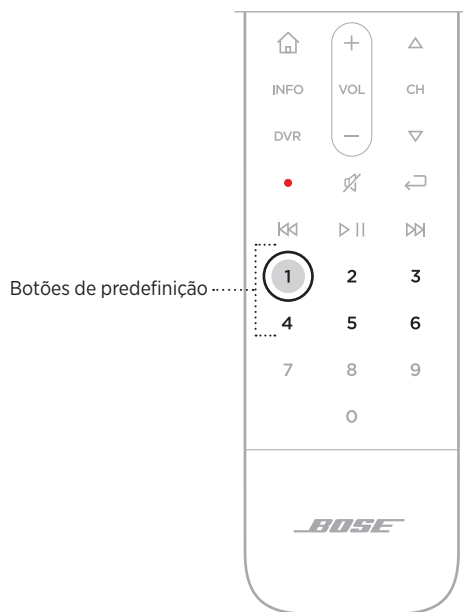 INFO VOL CH
DVR
Botões de predefinição
1 2 3
4 5 6
7 8 9
0
BOSE